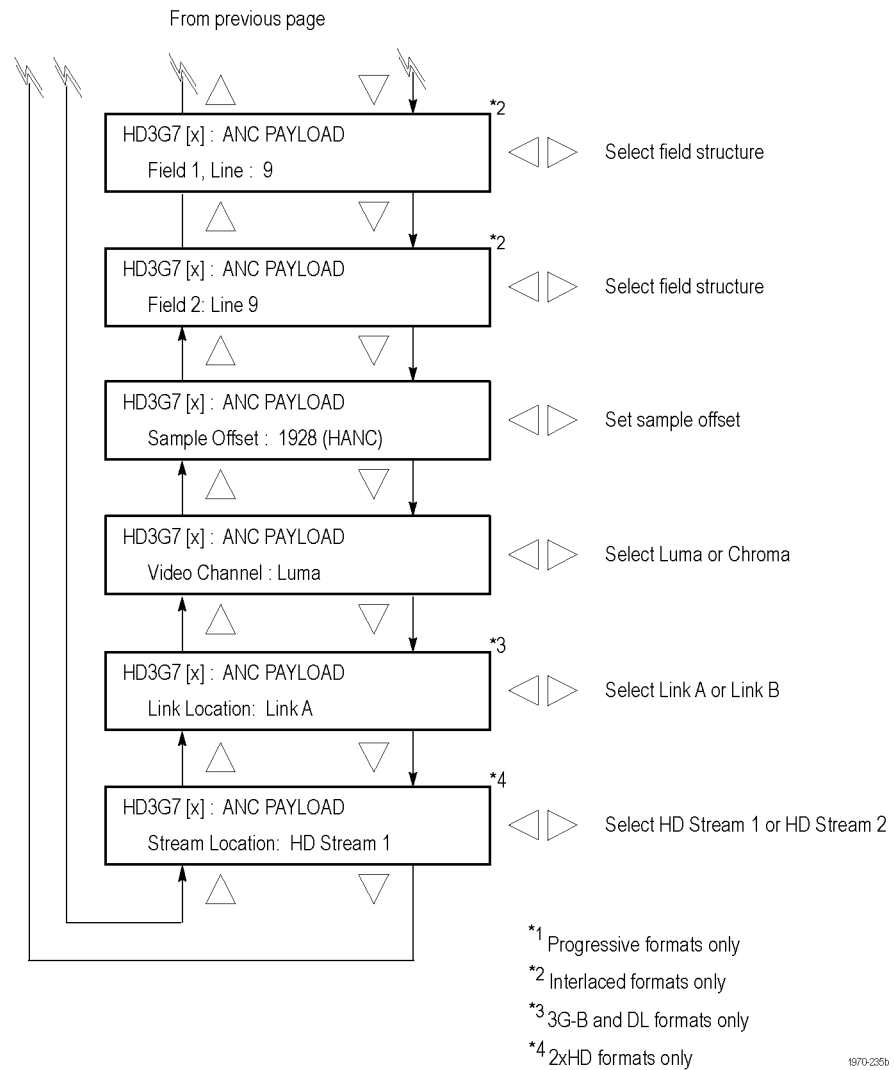 From previous page
*2
HD3G7 [x] : ANC PAYLOAD
Field 1, Line : 9
Select field structure
*2
HD3G7 [x] : ANC PAYLOAD
Field 2: Line 9
Select field structure
HD3G7 [x] : ANC PAYLOAD
Sample Offset : 1928 (HANC)
Set sample offset
HD3G7 [x] : ANC PAYLOAD
Video Channel : Luma
Select Luma or Chroma
*3
HD3G7 [x] : ANC PAYLOAD
Link Location: Link A
Select Link A or Link B
*4
HD3G7 [x] : ANC PAYLOAD
Stream Location: HD Stream 1
Select HD Stream 1 or HD Stream 2
*1 Progressive formats only
*2 Interlaced formats only
*3 3G-B and DL formats only
*4 2xHD formats only
1970-235b